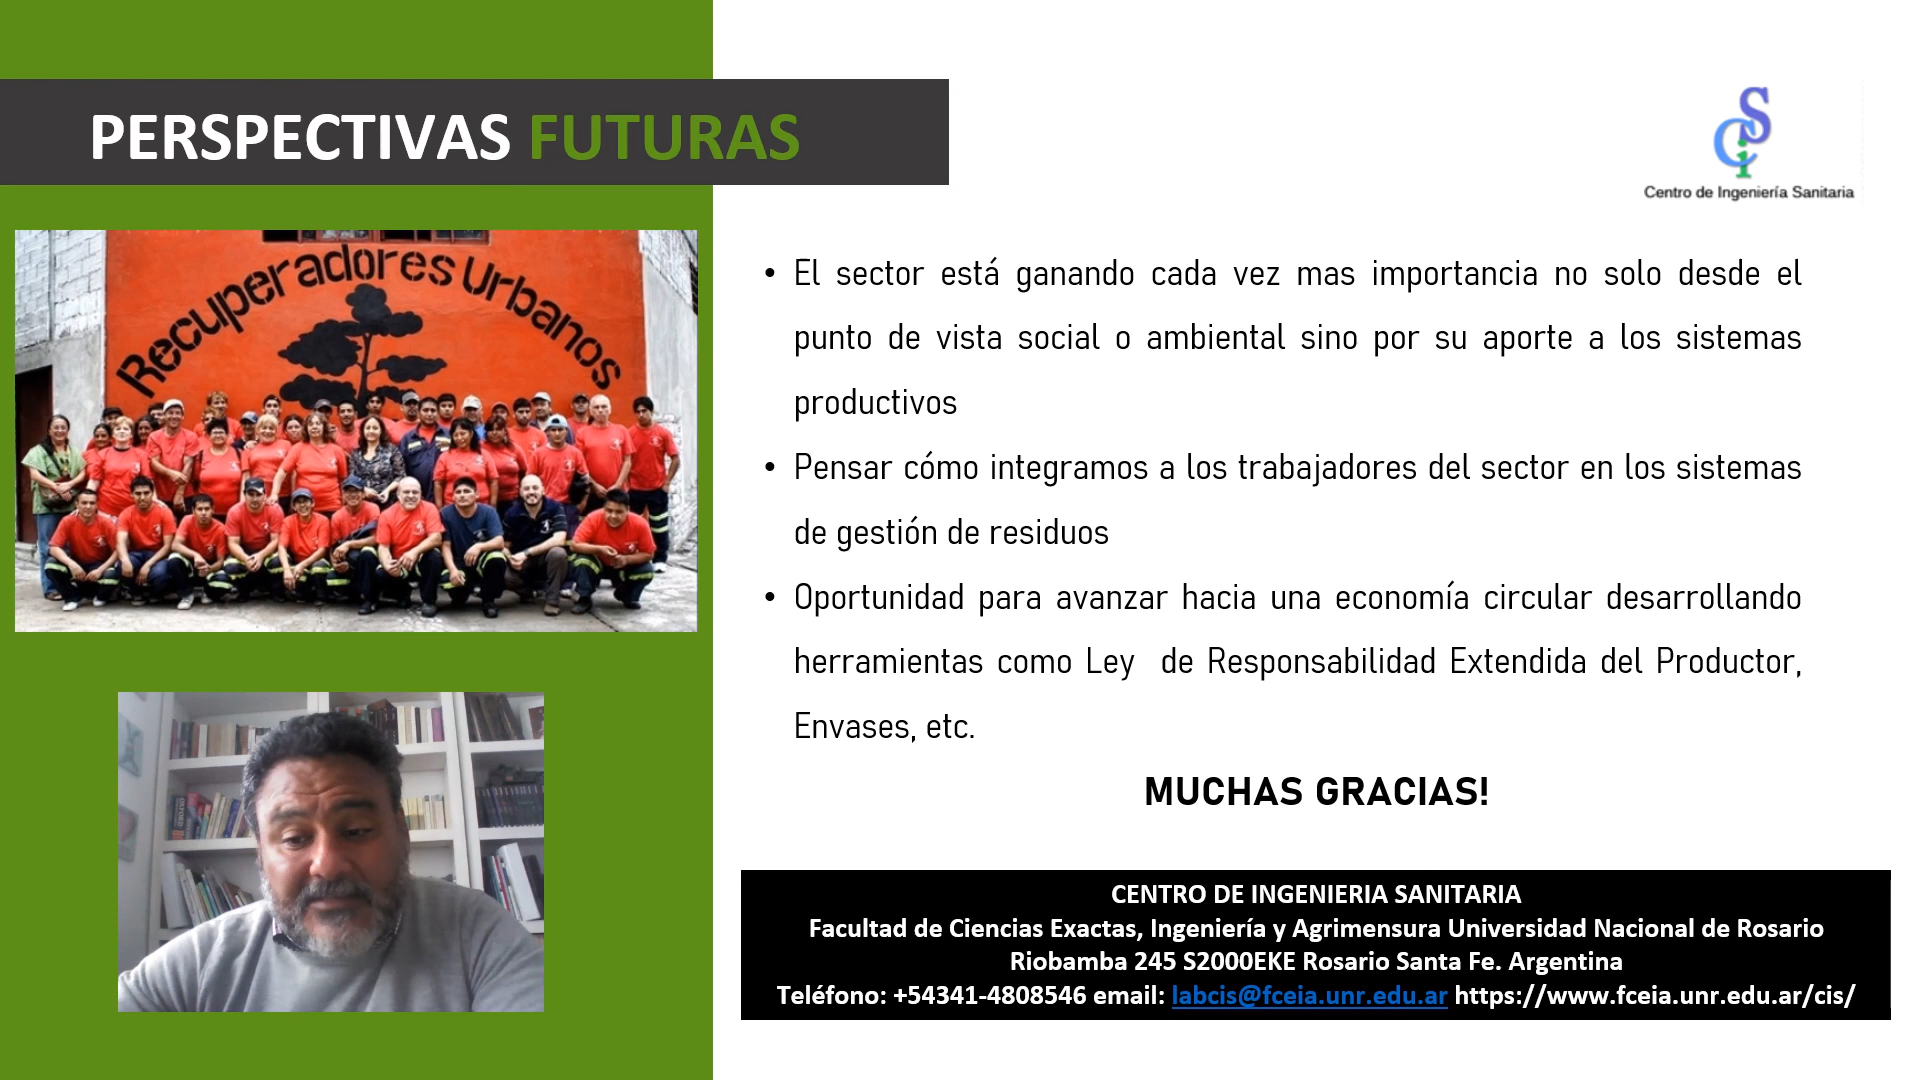 PERSPECTIVAS FUTURAS
CSi
Centro de Ingeniería Sanitaria
Recuperadores Urbanos
• El sector está ganando cada vez mas importancia no solo desde el
punto de vista social o ambiental sino por su aporte a los sistemas
productivos
• Pensar cómo integramos a los trabajadores del sector en los sistemas
de gestión de residuos
• Oportunidad para avanzar hacia una economía circular desarrollando
herramientas como Ley de Responsabilidad Extendida del Productor,
Envases, etc.
MUCHAS GRACIAS!
CENTRO DE INGENIERIA SANITARIA
Facultad de Ciencias Exactas, Ingeniería y Agrimensura Universidad Nacional de Rosario
Riobamba 245 S2000EKE Rosario Santa Fe. Argentina
Teléfono: +54341-4808546 email: labcis@fceia.unr.edu.ar https://www.fceia.unr.edu.ar/cis/